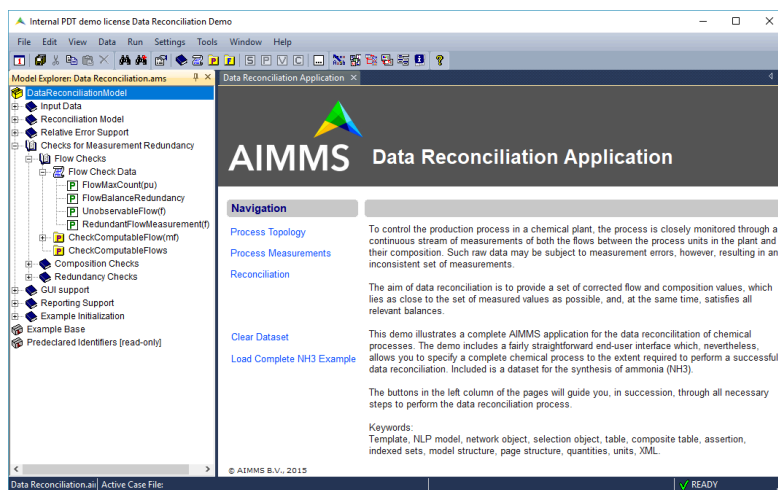 Internal PDT demo license Data Reconciliation Demo
File Edit View Data Run Settings Tools Window Help
S P V C
Model Explorer: Data Reconciliation.ams
Data Reconciliation Application
DataReconciliationModel
Input Data
Reconciliation Model
Relative Error Support
Checks for Measurement Redundancy
Flow Checks
Flow Check Data
P FlowMaxCount(pu)
P FlowBalanceRedundancy
P UnobservableFlow(f)
P RedundantFlowMeasurement(f)
P CheckComputableFlow(mf)
P CheckComputableFlows
Composition Checks
Redundancy Checks
GUI support
Reporting Support
Example Initialization
Example Base
Predeclared Identifiers [read-only]
AIMMS
Data Reconciliation Application
Navigation
Process Topology
Process Measurements
Reconciliation
Clear Dataset
Load Complete NH3 Example
To control the production process in a chemical plant, the process is closely monitored through a
continuous stream of measurements of both the flows between the process units in the plant and
their composition. Such raw data may be subject to measurement errors, however, resulting in an
inconsistent set of measurements.
The aim of data reconciliation is to provide a set of corrected flow and composition values, which
lies as close to the set of measured values as possible, and, at the same time, satisfies all
relevant balances.
This demo illustrates a complete AIMMS application for the data reconcilitation of chemical
processes. The demo includes a fairly straightforward end-user interface which, nevertheless,
allows you to specify a complete chemical process to the extent required to perform a successful
data reconciliation. Included is a dataset for the synthesis of ammonia (NH3).
The buttons in the left column of the pages will guide you, in succession, through all necessary
steps to perform the data reconciliation process.
Keywords:
Template, NLP model, network object, selection object, table, composite table, assertion,
indexed sets, model structure, page structure, quantities, units, XML.
© AIMMS B.V., 2015
Data Reconciliation.ai Active Case File:
READY